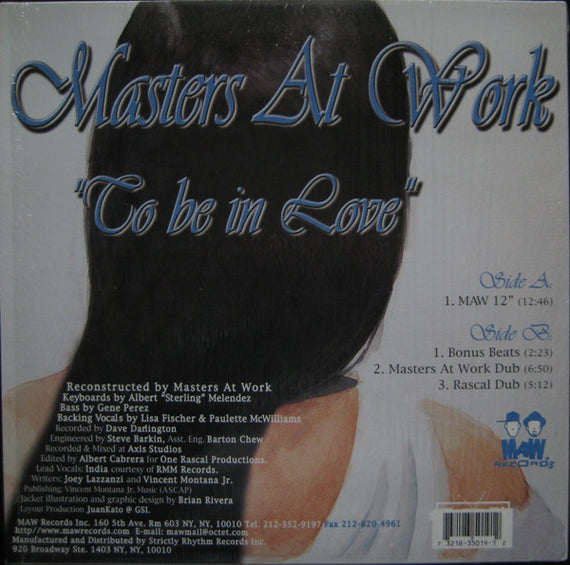 Masters At Work
"To be in Love"
Side A:
1. MAW 12" (12:46)
Side B:
1. Bonus Beats (2:23)
2. Masters At Work Dub (6:50)
3. Rascal Dub (5:12)
Reconstructed by Masters At Work
Keyboards by Albert "Sterling" Melendez
Bass by Gene Perez
Backing Vocals by Lisa Fischer & Paulette McWilliams
Recorded by Dave Darlington
Engineered by Steve Barkin, Asst. Eng. Barton Chew
Recorded & Mixed at Axis Studios
Edited by Albert Cabrera for One Rascal Productions.
Lead Vocals: India courtesy of RMM Records.
Writers: Joey Lazzanzi and Vincent Montana Jr.
Publishing: Vincent Montana Jr. Music (ASCAP)
Jacket illustration and graphic design by Brian Rivera
Layout Production JuanKato @ GSI.
MAW Records Inc. 160 5th Ave. Rm 603 NY, NY, 10010 Tel. 212-352-9197 Fax 212-620-4961
http//www.mawrecords.com E-mail: mawmail@octet.com
Manufactured and Distributed by Strictly Rhythm Records Inc.
920 Broadway Ste. 1403 NY, NY, 10010
MAW
RECORDS
7 3218-35019-1 2